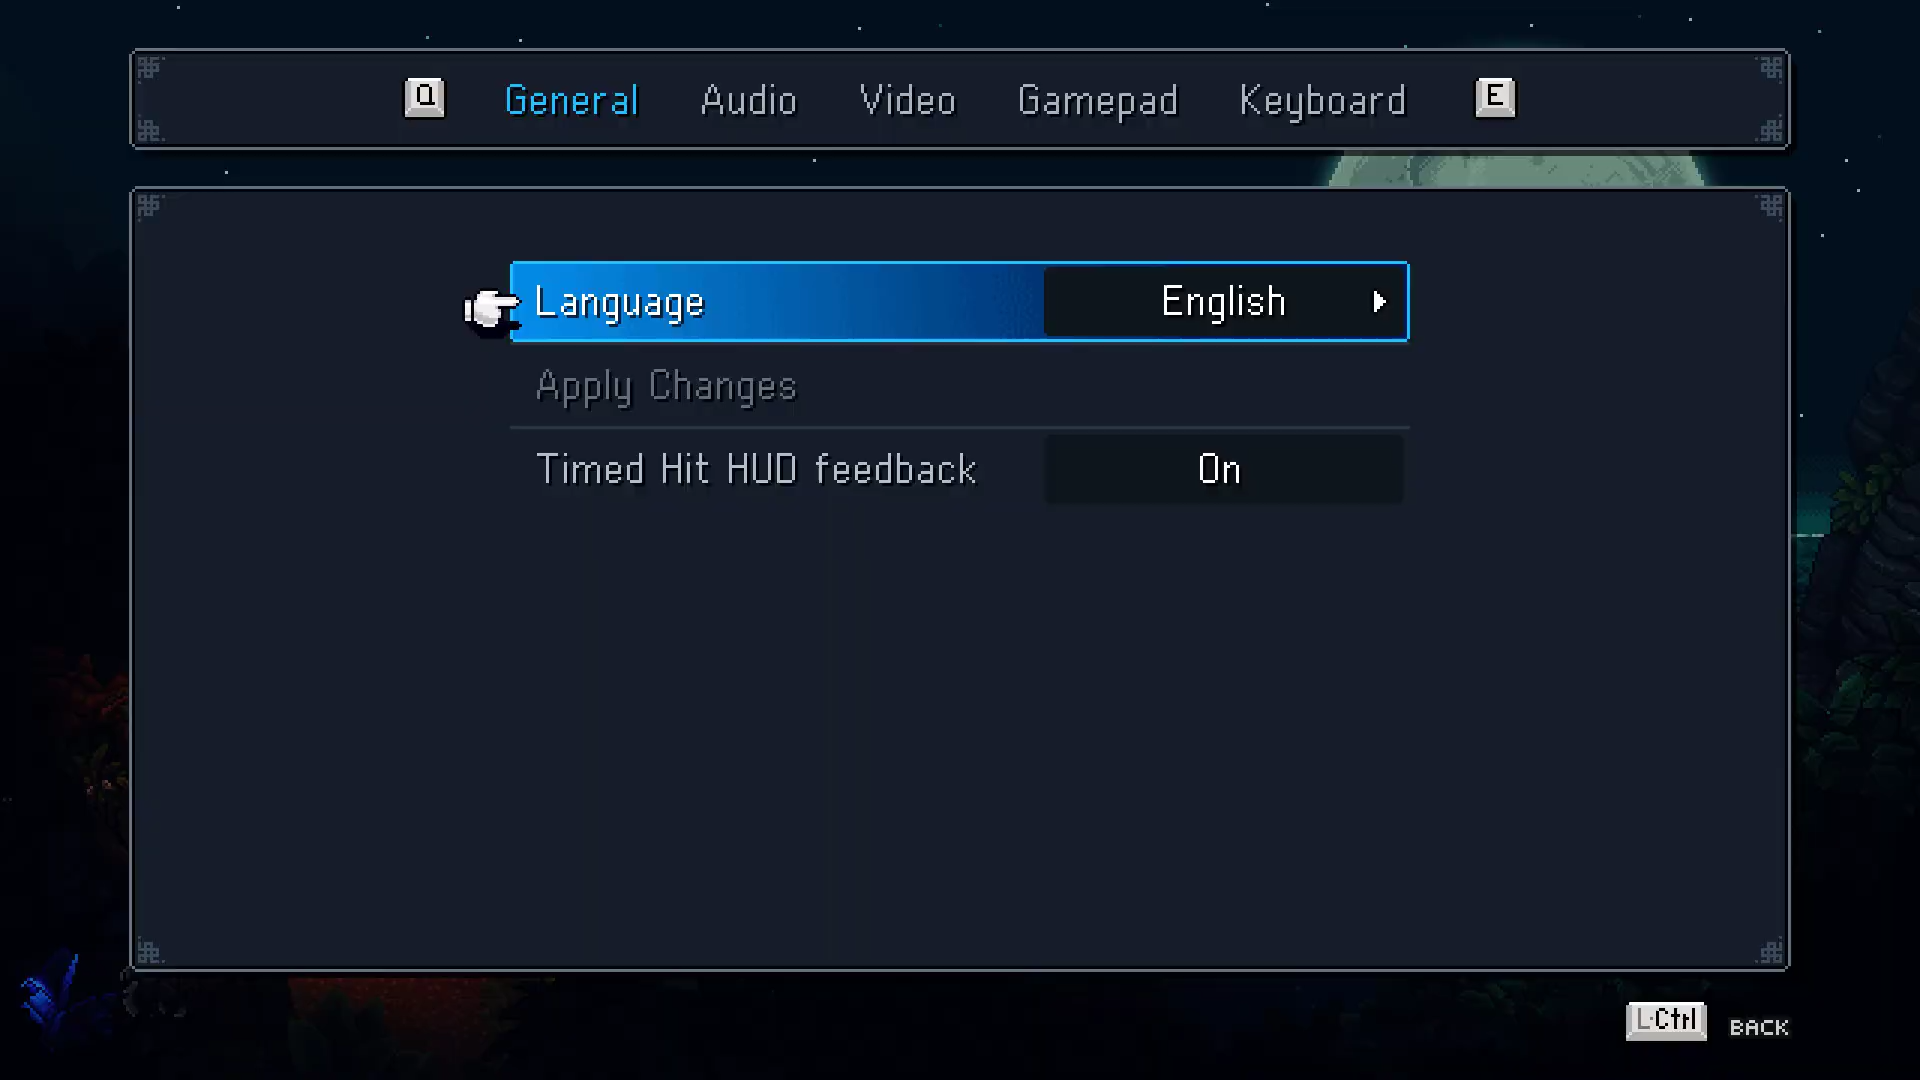 Q General Audio Video Gamepad Keyboard E
Language English
Apply Changes
Timed Hit HUD feedback On
L-Ctrl BACK